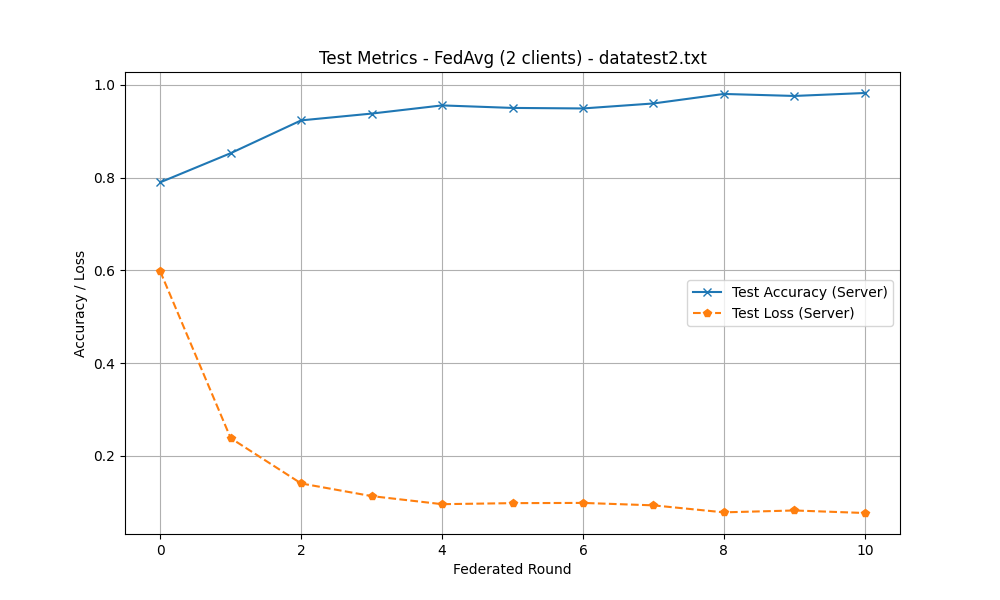 Test Metrics - FedAvg (2 clients) - datatest2.txt
1.0
0.8
0.6
0.4
0.2
Accuracy / Loss
Test Accuracy (Server)
Test Loss (Server)
0 2 4 6 8 10
Federated Round